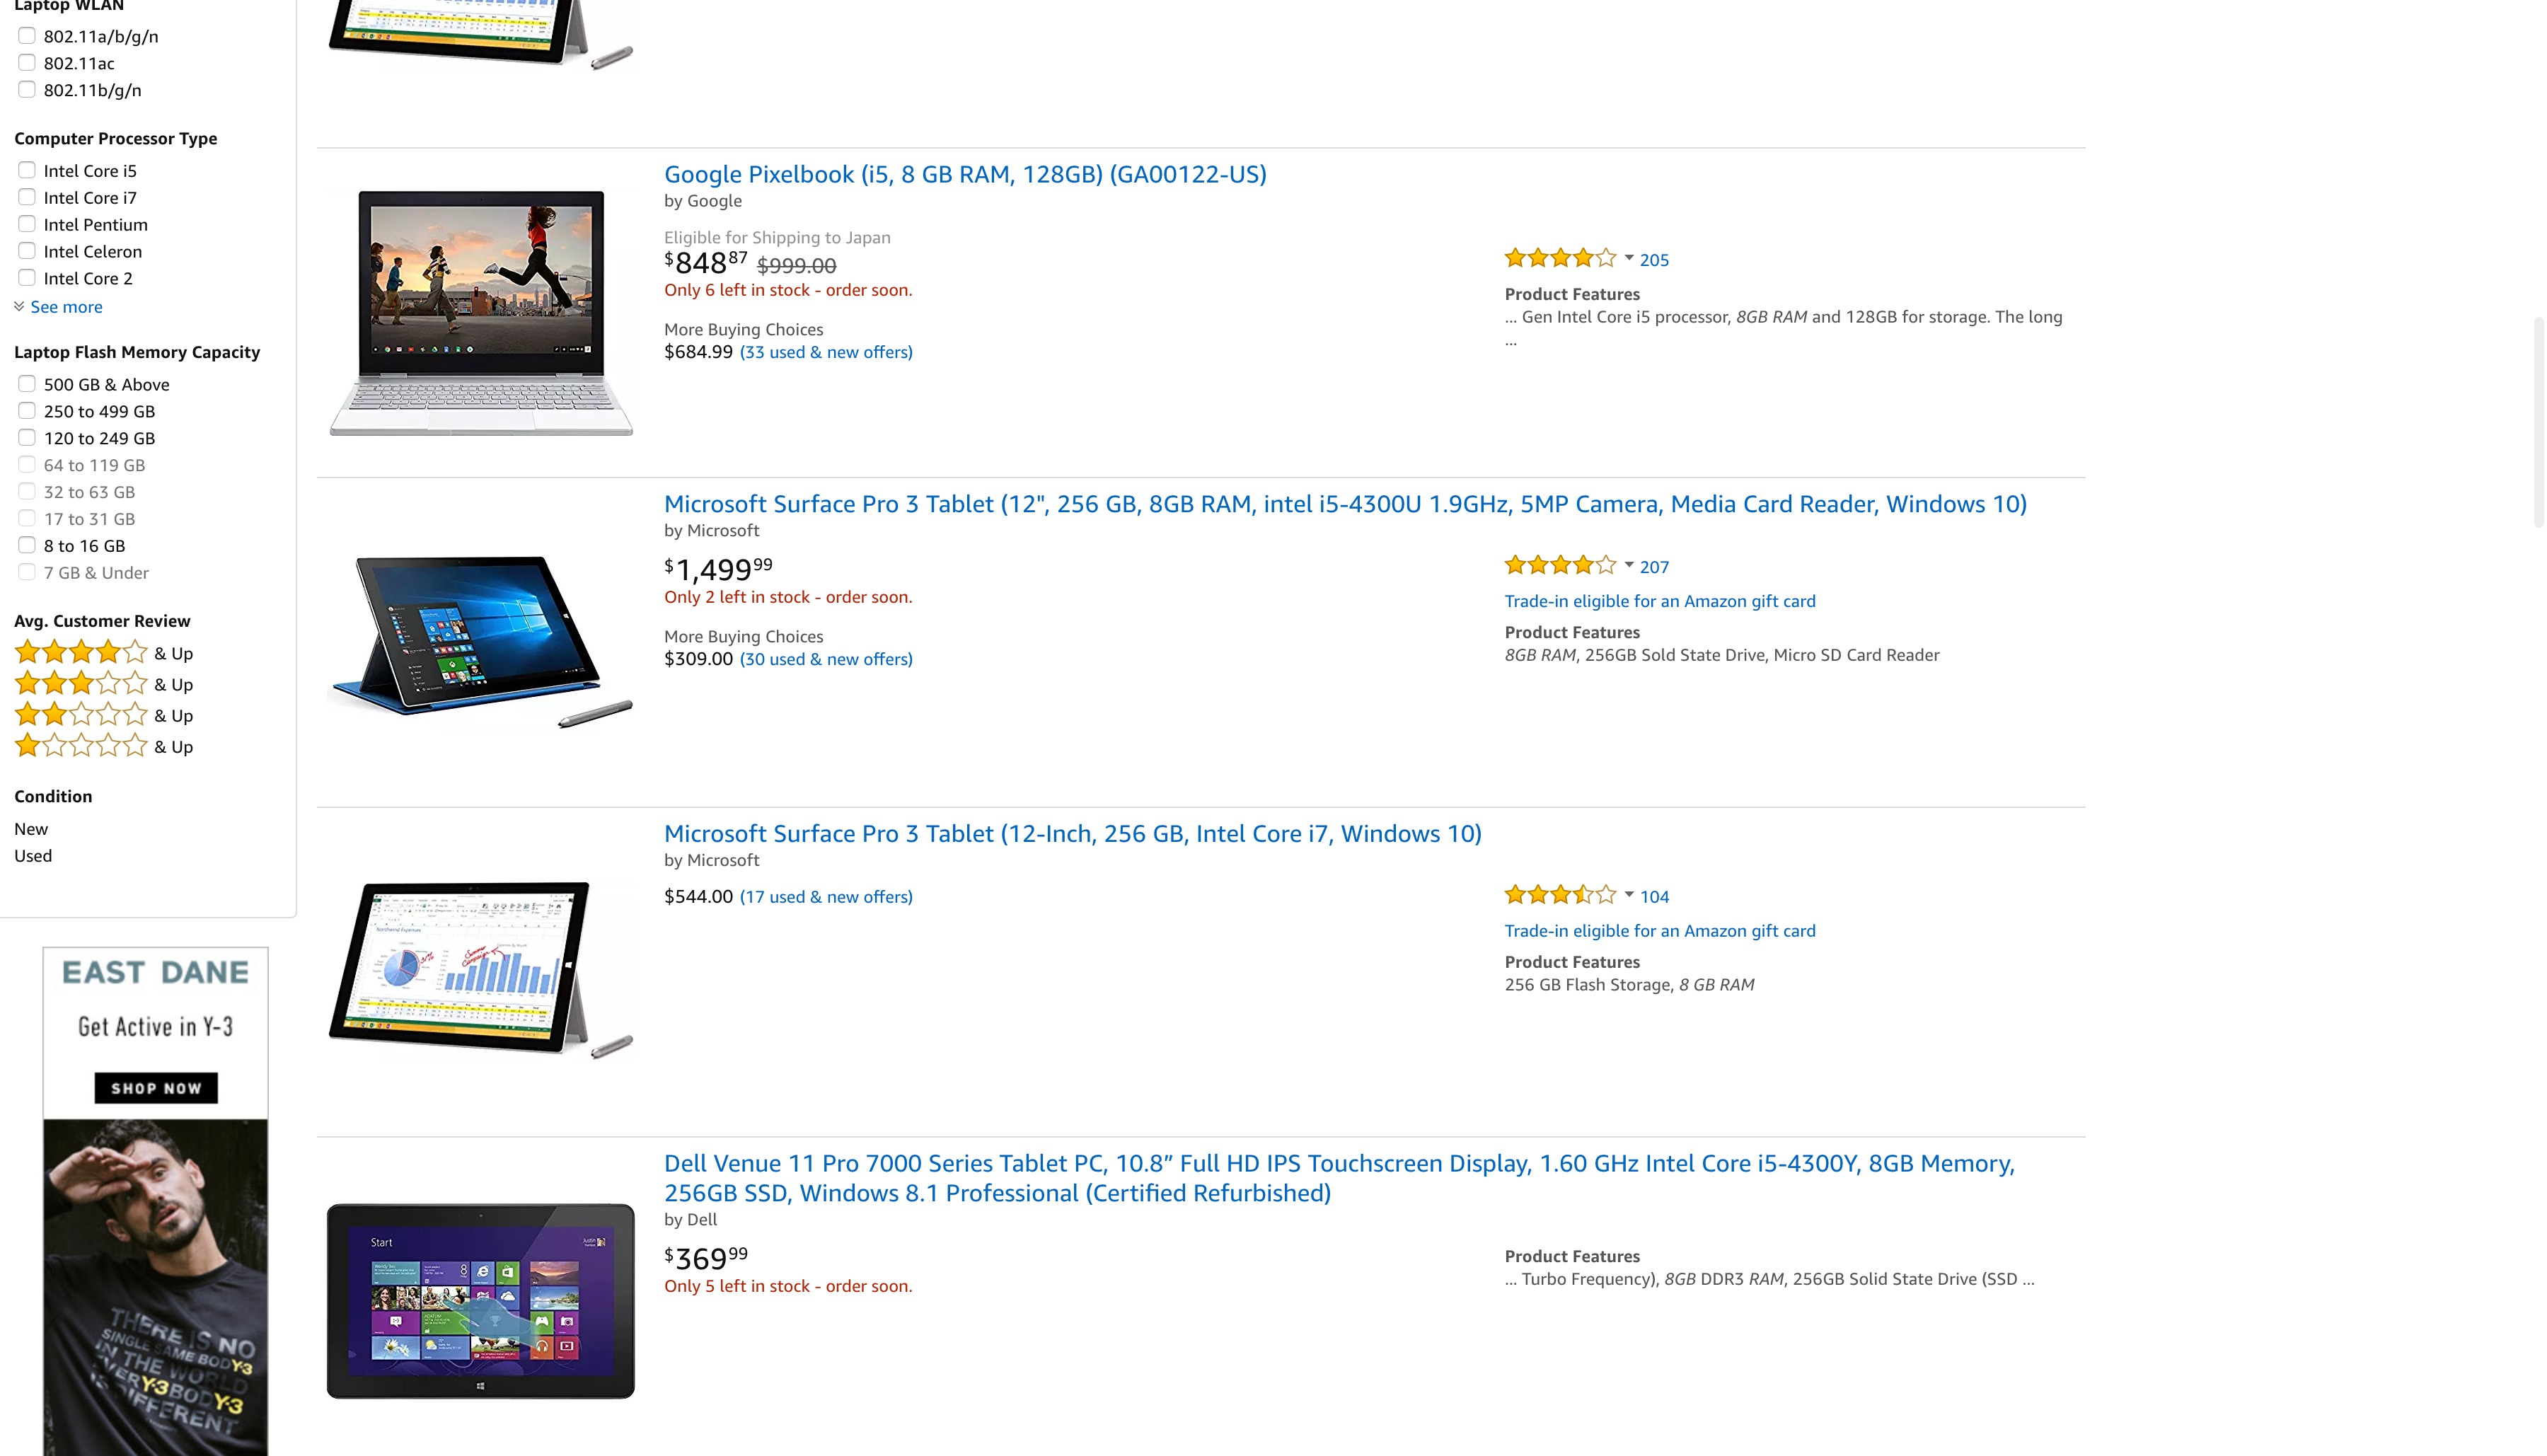 Laptop WLAN
802.11a/b/g/n
802.11ac
802.11b/g/n
Computer Processor Type
Intel Core i5
Intel Core i7
Intel Pentium
Intel Celeron
Intel Core 2
See more
Laptop Flash Memory Capacity
500 GB & Above
250 to 499 GB
120 to 249 GB
64 to 119 GB
32 to 63 GB
17 to 31 GB
8 to 16 GB
7 GB & Under
Avg. Customer Review
& Up
& Up
& Up
& Up
Condition
New
Used
EAST DANE
Get Active in Y-3
SHOP NOW
THERE IS NO
SINGLE SAME BODY-3
IN THE WORLD
Y-3BODY-3
DIFFERENT
Google Pixelbook (i5, 8 GB RAM, 128GB) (GA00122-US)
by Google
Eligible for Shipping to Japan
$848 87 $999.00
Only 6 left in stock - order soon.
More Buying Choices
$684.99 (33 used & new offers)
205
Product Features
... Gen Intel Core i5 processor, 8GB RAM and 128GB for storage. The long
...
Microsoft Surface Pro 3 Tablet (12", 256 GB, 8GB RAM, intel i5-4300U 1.9GHz, 5MP Camera, Media Card Reader, Windows 10)
by Microsoft
$1,499 99
Only 2 left in stock - order soon.
More Buying Choices
$309.00 (30 used & new offers)
207
Trade-in eligible for an Amazon gift card
Product Features
8GB RAM, 256GB Sold State Drive, Micro SD Card Reader
Microsoft Surface Pro 3 Tablet (12-Inch, 256 GB, Intel Core i7, Windows 10)
by Microsoft
$544.00 (17 used & new offers)
104
Trade-in eligible for an Amazon gift card
Product Features
256 GB Flash Storage, 8 GB RAM
Northwind Expenses
Summer
Campaign
Dell Venue 11 Pro 7000 Series Tablet PC, 10.8” Full HD IPS Touchscreen Display, 1.60 GHz Intel Core i5-4300Y, 8GB Memory,
256GB SSD, Windows 8.1 Professional (Certified Refurbished)
by Dell
$369 99
Only 5 left in stock - order soon.
Product Features
... Turbo Frequency), 8GB DDR3 RAM, 256GB Solid State Drive (SSD ...
Start